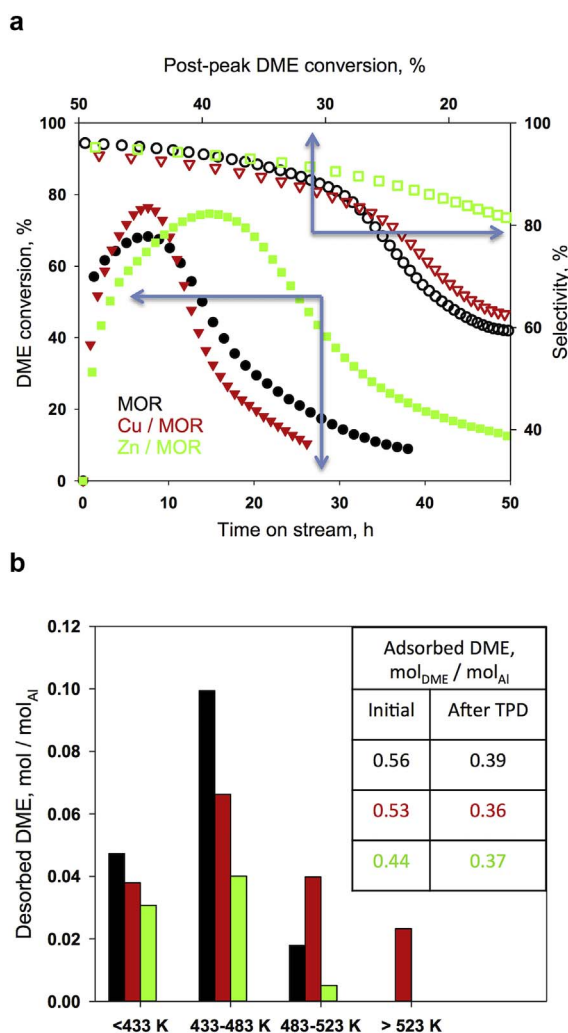 a
Post-peak DME conversion, %
50 40 30 20
100 100
80 80
60 60
40 40
20
0
DME conversion, %
Selectivity, %
MOR
Cu / MOR
Zn / MOR
0 10 20 30 40 50
Time on stream, h
b
Desorbed DME, mol / molAl
0.12
0.10
0.08
0.06
0.04
0.02
0.00
Adsorbed DME,
molDME / molAl
Initial After TPD
0.56 0.39
0.53 0.36
0.44 0.37
<433 K 433-483 K 483-523 K > 523 K